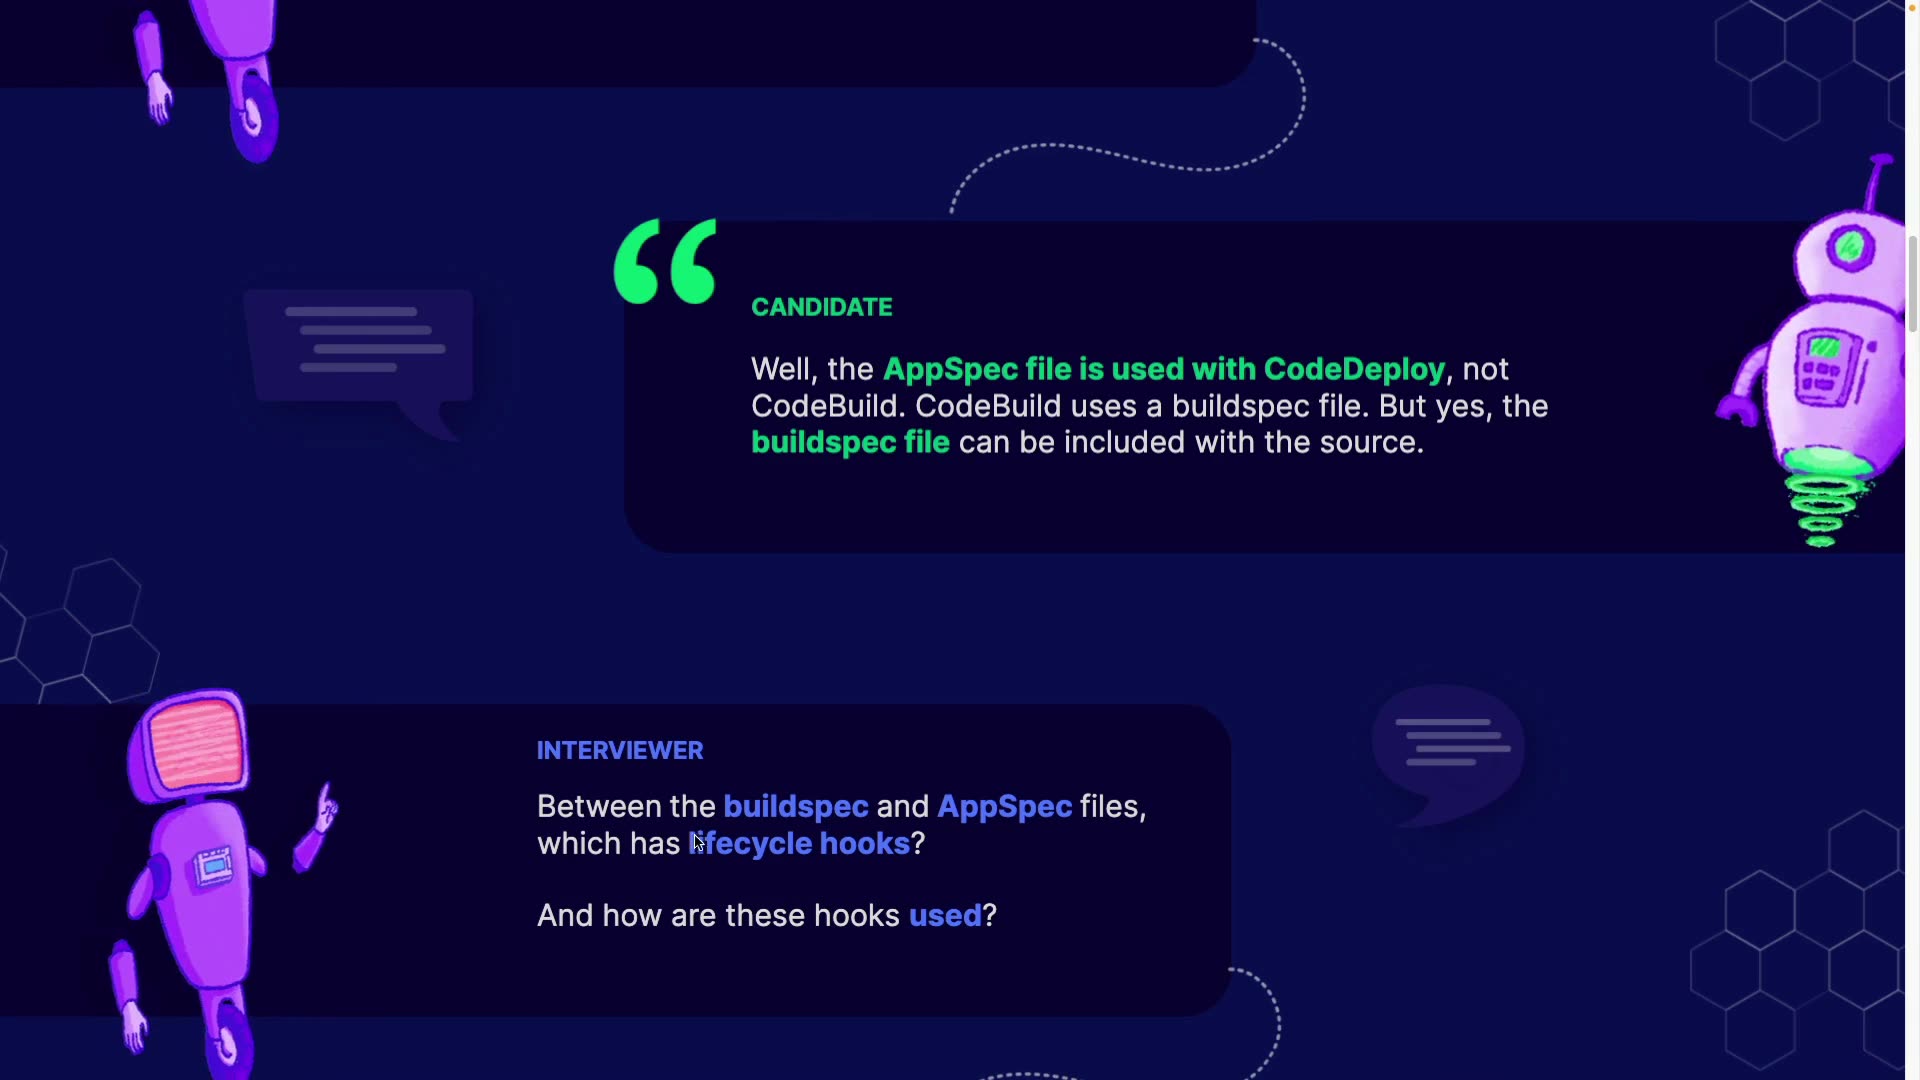 “
CANDIDATE
Well, the AppSpec file is used with CodeDeploy, not
CodeBuild. CodeBuild uses a buildspec file. But yes, the
buildspec file can be included with the source.
INTERVIEWER
Between the buildspec and AppSpec files,
which has lifecycle hooks?
And how are these hooks used?